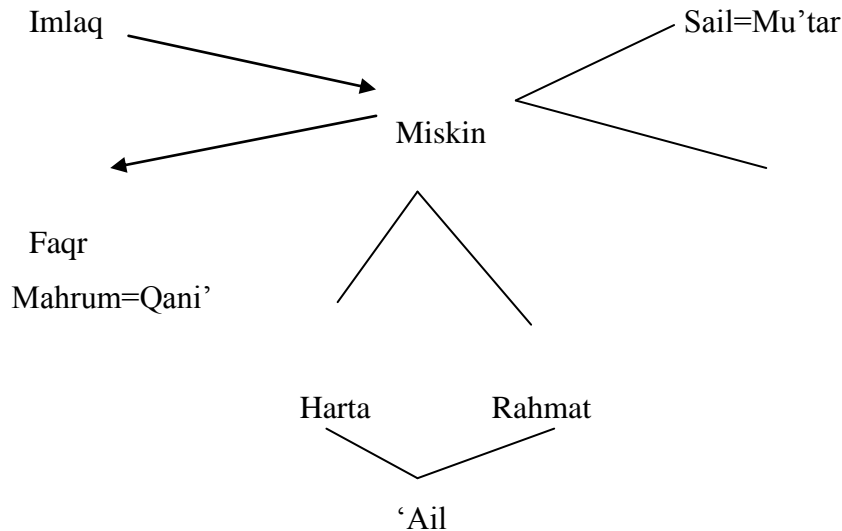 Imlaq Sail=Mu’tar
Miskin
Faqr
Mahrum=Qani’
Harta Rahmat
‘Ail